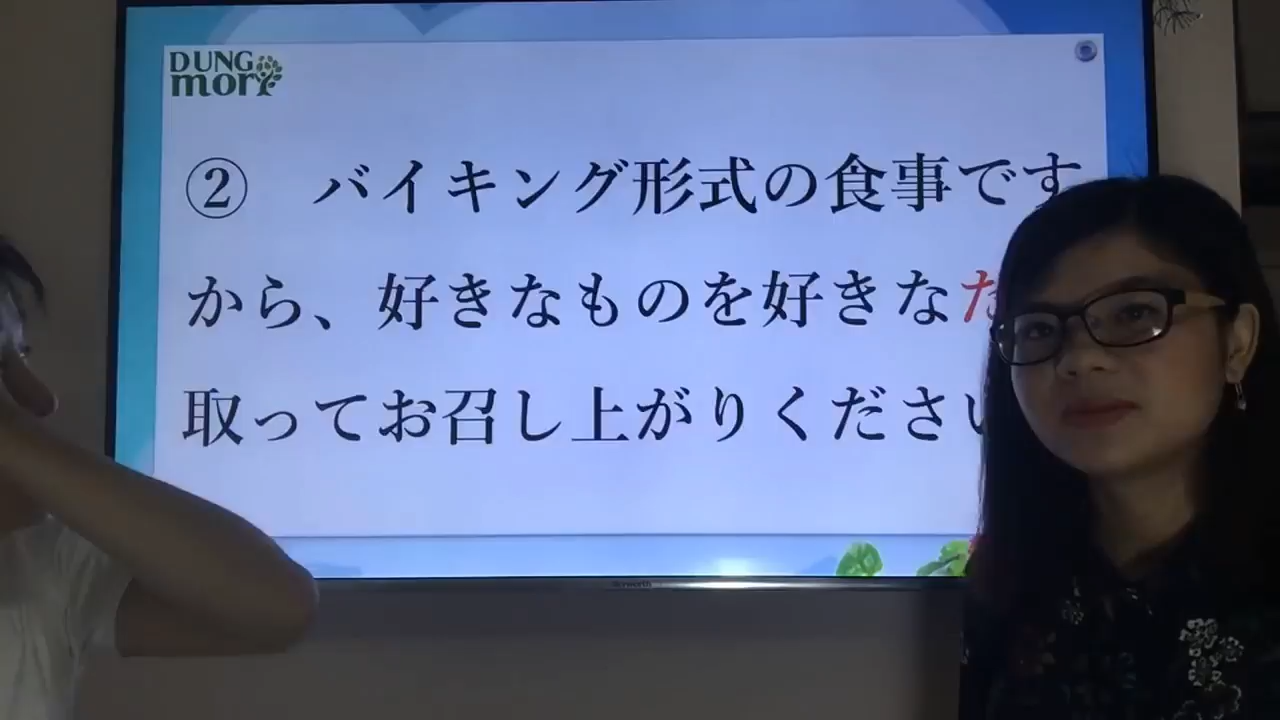 DUNG
mori
② バイキング形式の食事です
から、好きなものを好きなだ
取ってお召し上がりください
Skyworth